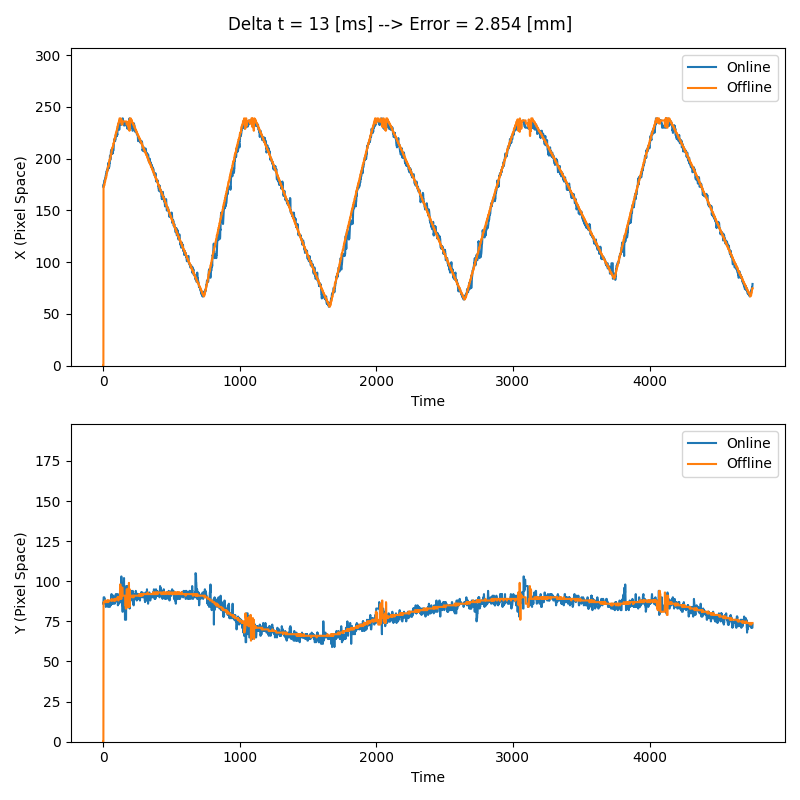 Delta t = 13 [ms] --> Error = 2.854 [mm]
300
250
200
150
100
50
0
X (Pixel Space)
Online
Offline
0 1000 2000 3000 4000
Time
175
150
125
100
75
50
25
0
Y (Pixel Space)
Online
Offline
0 1000 2000 3000 4000
Time